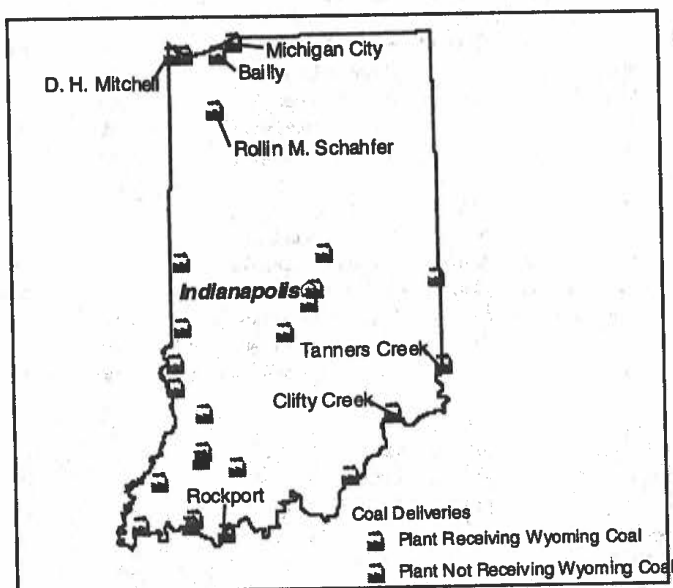 Michigan City
D. H. Mitchell
Bailly
Rollin M. Schahfer
Indianapolis
Tanners Creek
Clifty Creek
Rockport
Coal Deliveries
Plant Receiving Wyoming Coal
Plant Not Receiving Wyoming Coal